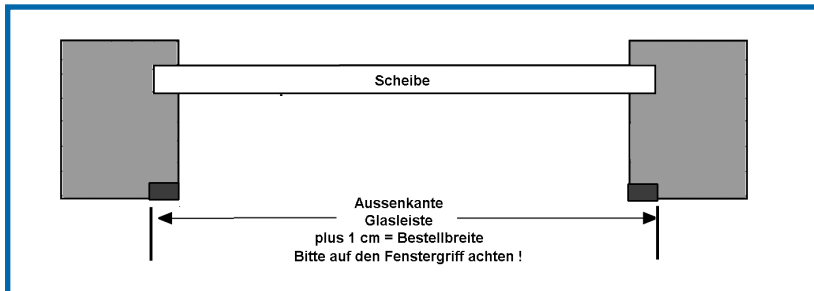 Scheibe
Aussenkante
Glasleiste
plus 1 cm = Bestellbreite
Bitte auf den Fenstergriff achten !